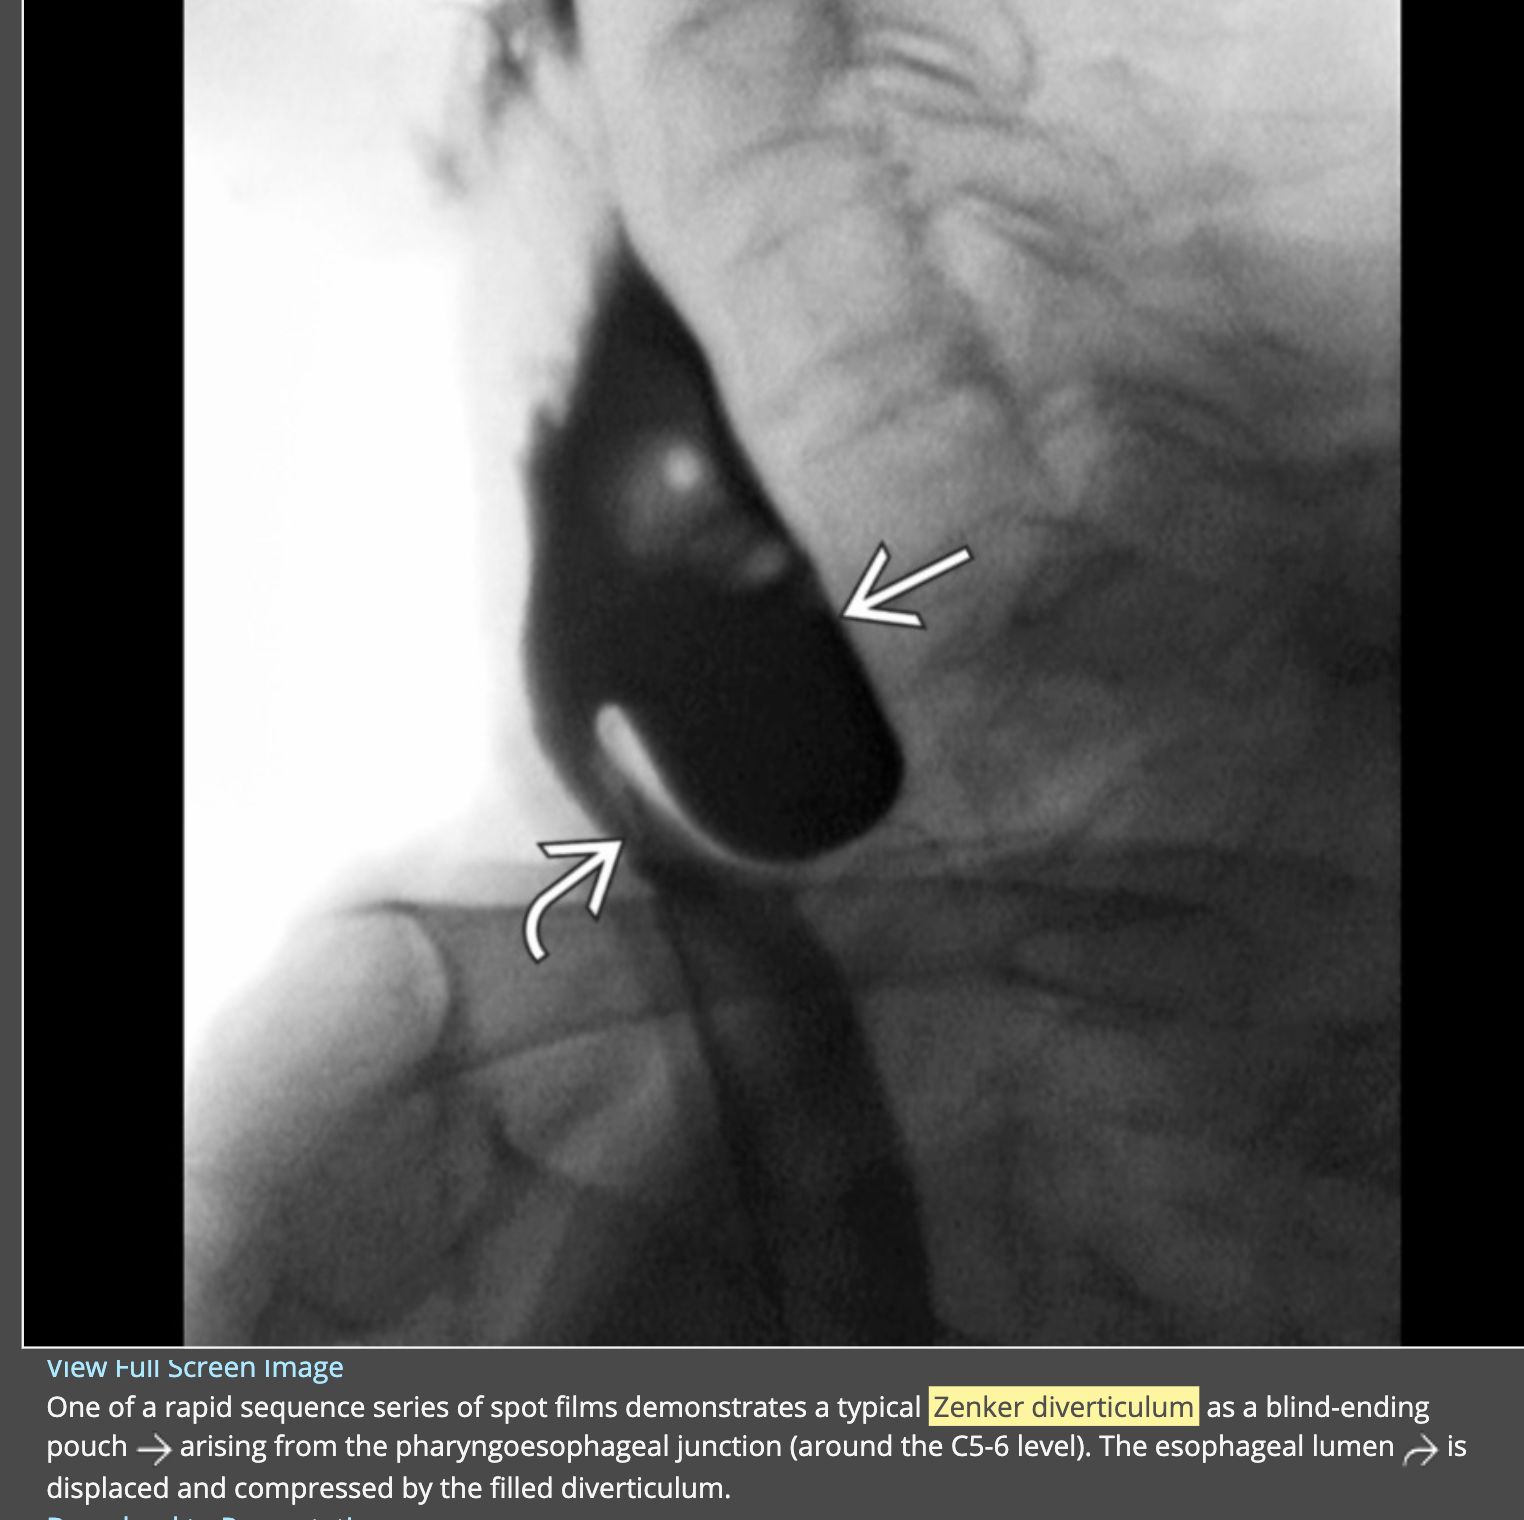 View Full Screen Image
One of a rapid sequence series of spot films demonstrates a typical Zenker diverticulum as a blind-ending
pouch → arising from the pharyngoesophageal junction (around the C5-6 level). The esophageal lumen ↷ is
displaced and compressed by the filled diverticulum.